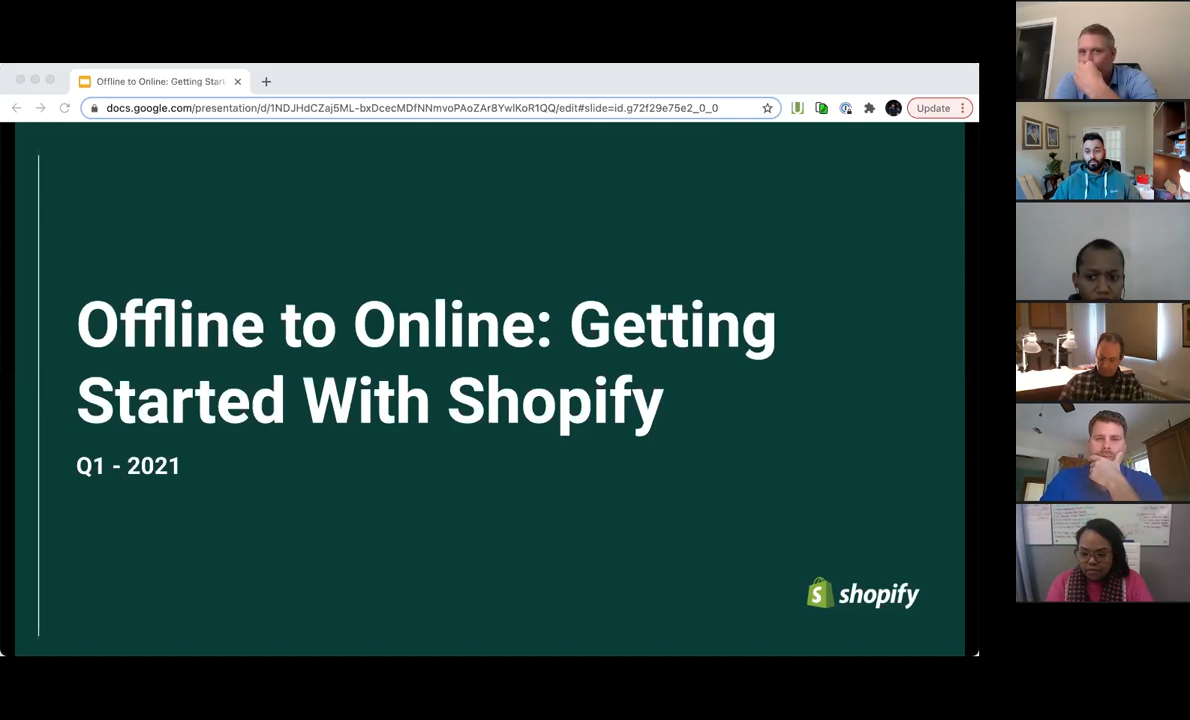 Offline to Online: Getting Start
docs.google.com/presentation/d/1NDJHdCZaj5ML-bxDcecMDfNNmvoPAoZAr8YwlKoR1QQ/edit#slide=id.g72f29e75e2_0_0
Update
Offline to Online: Getting
Started With Shopify
Q1 - 2021
shopify